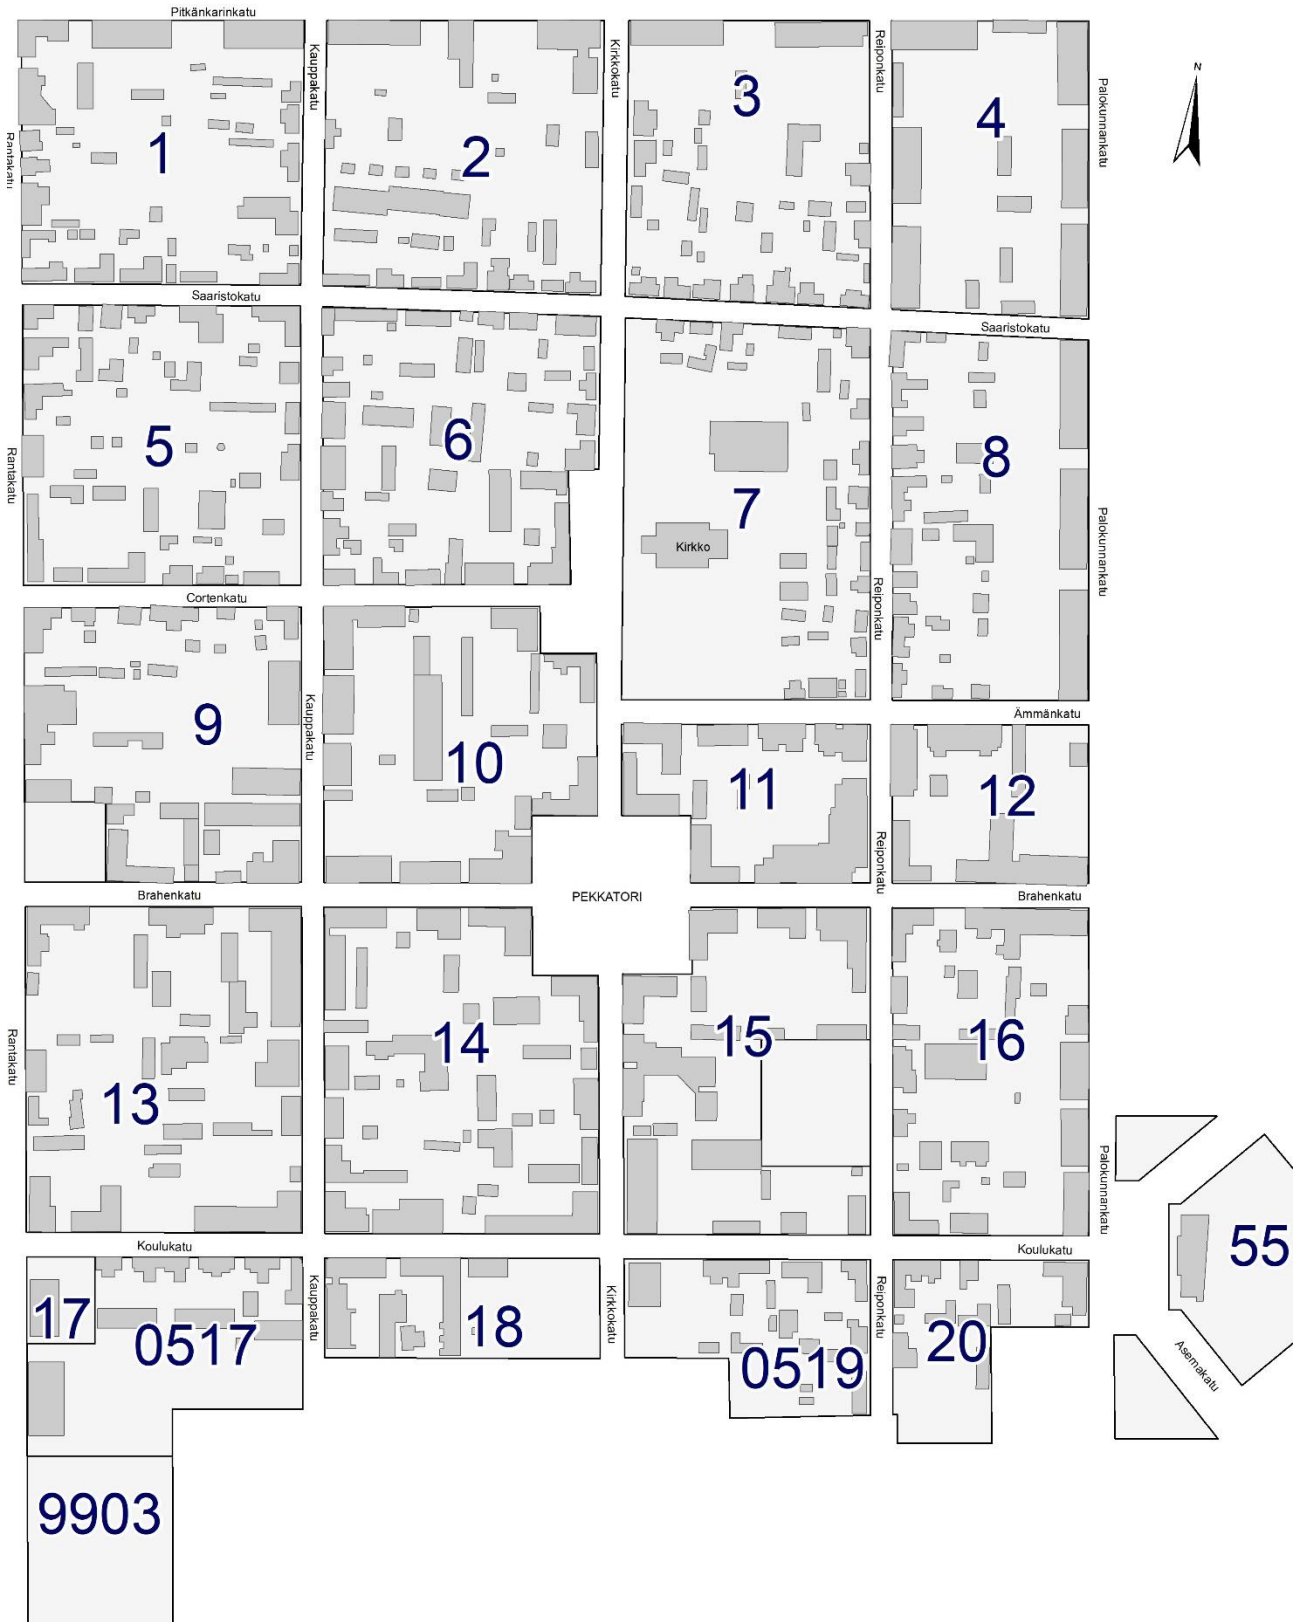 Pitkänkarinkatu
Kauppakatu
Kirkkokatu
Reiponkatu
Palokunnankatu
N
Rantakatu
1
2
3
4
Saaristokatu
Saaristokatu
Rantakatu
5
6
7
8
Palokunnankatu
Kirkko
Reiponkatu
Cortenkatu
Kauppakatu
9
10
Ämmänkatu
11
12
Reiponkatu
Brahenkatu
PEKKATORI
Brahenkatu
Rantakatu
13
14
15
16
Palokunnankatu
55
Koulukatu
Koulukatu
17
0517
Kauppakatu
18
Kirkkokatu
0519
Reiponkatu
20
Asemakatu
9903